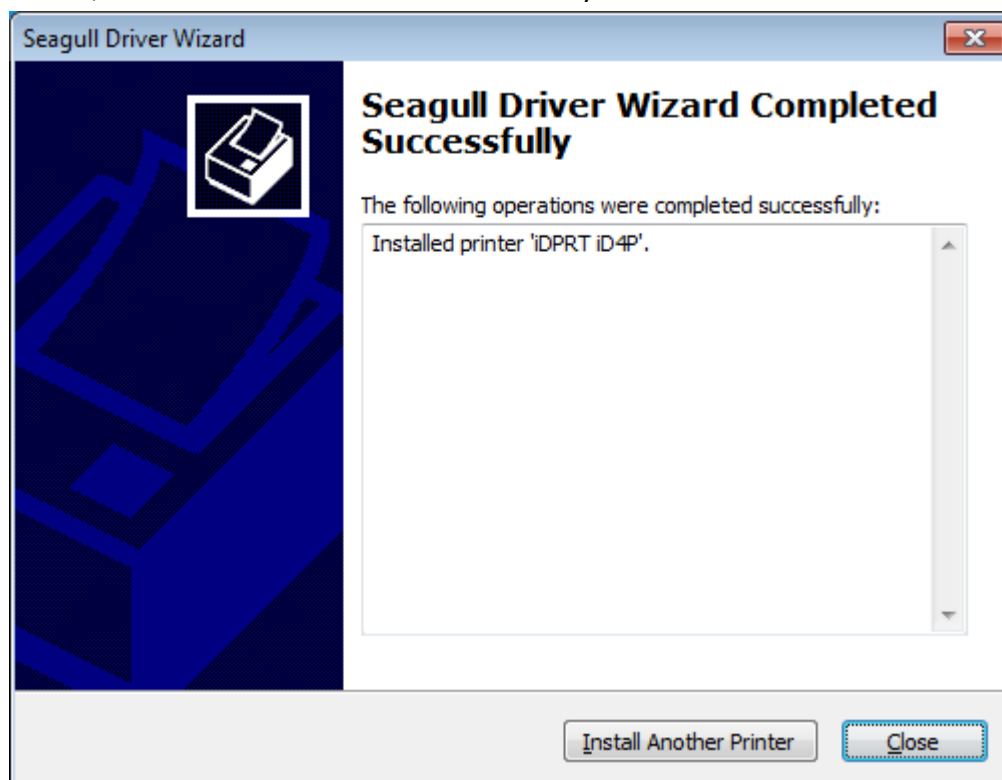 Seagull Driver Wizard
Seagull Driver Wizard Completed
Successfully
The following operations were completed successfully:
Installed printer 'iDPRT iD4P'.
Install Another Printer
Close